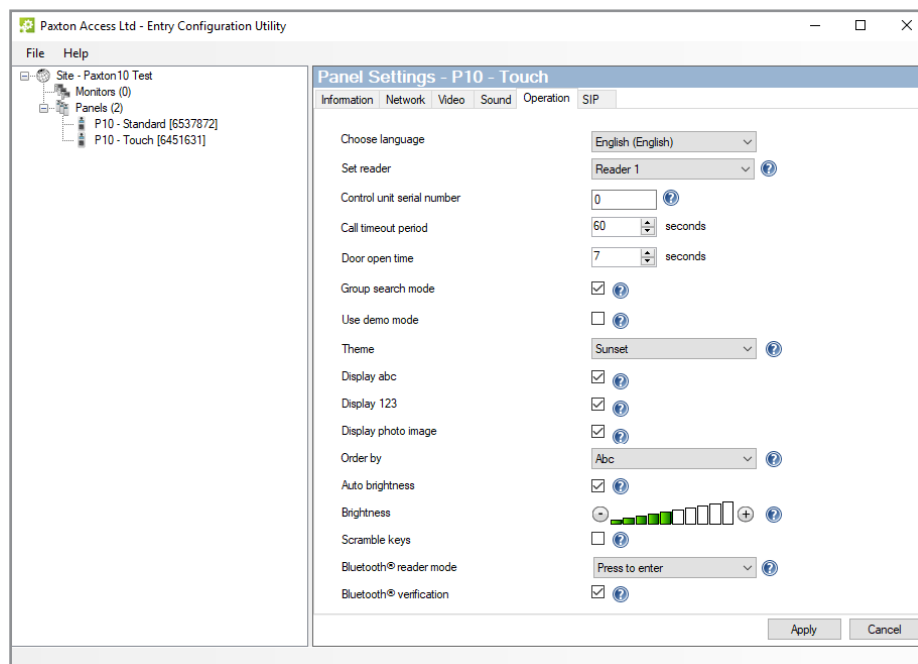 Paxton Access Ltd - Entry Configuration Utility
File Help
Site - Paxton10 Test
Monitors (0)
Panels (2)
P10 - Standard [6537872]
P10 - Touch [6451631]
Panel Settings - P10 - Touch
Information Network Video Sound Operation SIP
Choose language English (English)
Set reader Reader 1
Control unit serial number 0
Call timeout period 60 seconds
Door open time 7 seconds
Group search mode
Use demo mode
Theme Sunset
Display abc
Display 123
Display photo image
Order by Abc
Auto brightness
Brightness
Scramble keys
Bluetooth® reader mode Press to enter
Bluetooth® verification
Apply Cancel